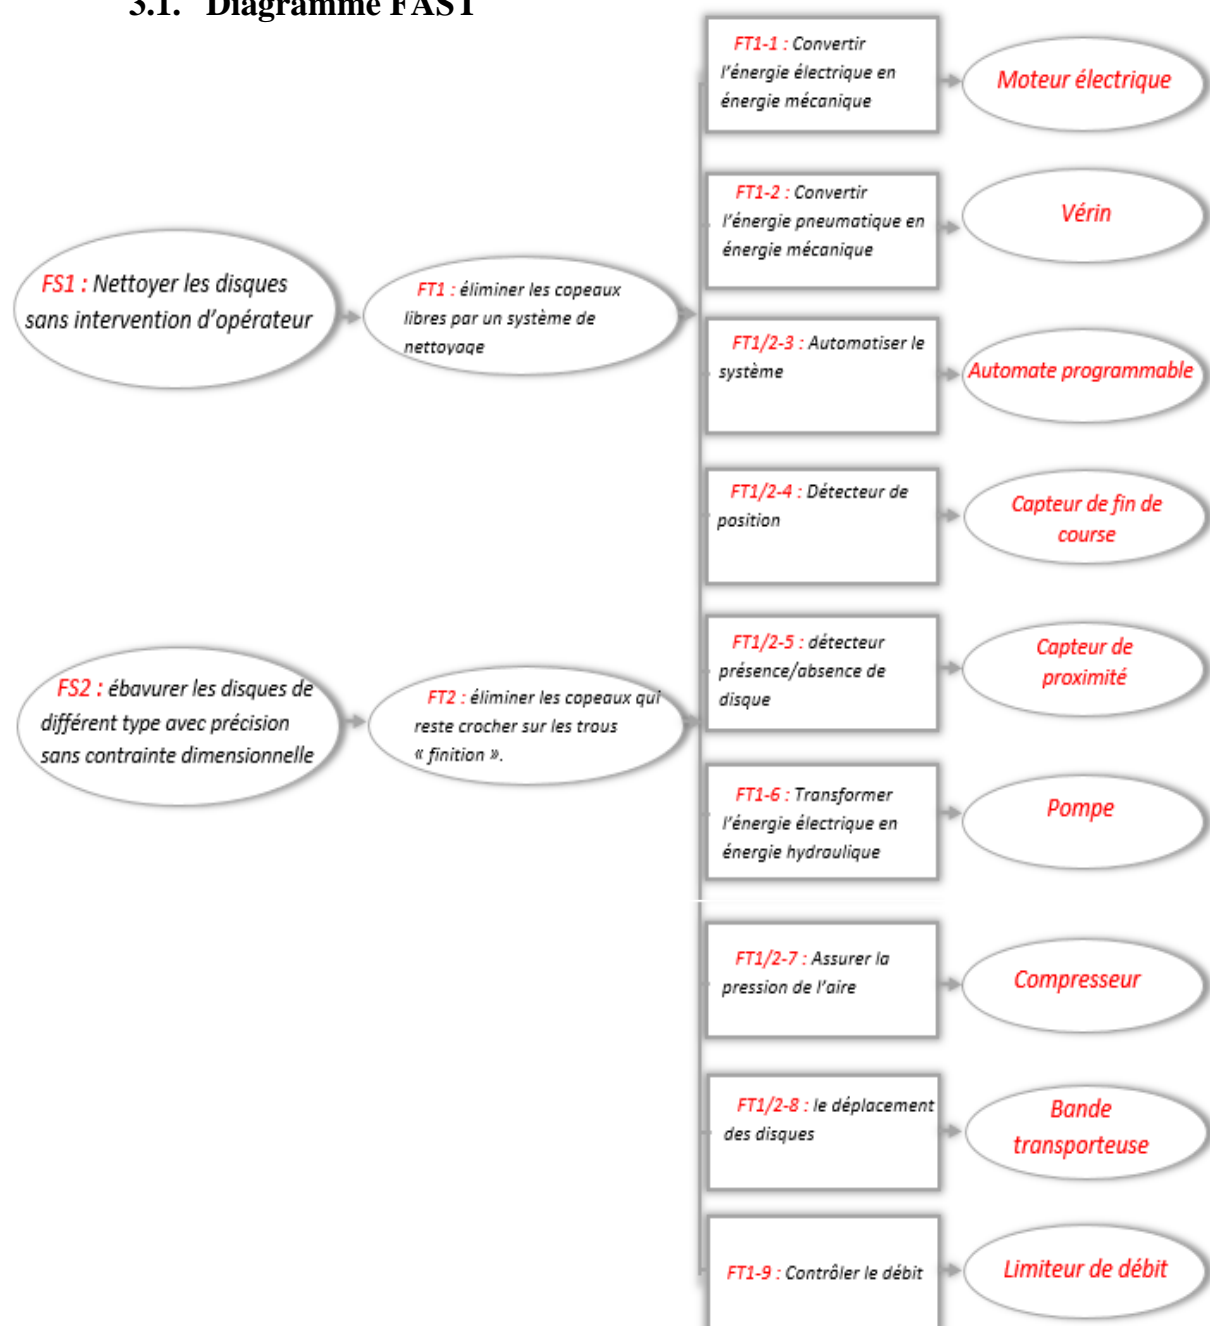 3.1. Diagramme FAST
FT1-1 : Convertir
l'énergie électrique en
énergie mécanique
Moteur électrique
FT1-2 : Convertir
l'énergie pneumatique en
énergie mécanique
Vérin
FS1 : Nettoyer les disques
sans intervention d'opérateur
FT1 : éliminer les copeaux
libres par un système de
nettoyage
FT1/2-3 : Automatiser le
système
Automate programmable
FT1/2-4 : Détecteur de
position
Capteur de fin de
course
FS2 : ébavurer les disques de
différent type avec précision
sans contrainte dimensionnelle
FT2 : éliminer les copeaux qui
reste crocher sur les trous
« finition ».
FT1/2-5 : détecteur
présence/absence de
disque
Capteur de
proximité
FT1-6 : Transformer
l'énergie électrique en
énergie hydraulique
Pompe
FT1/2-7 : Assurer la
pression de l'aire
Compresseur
FT1/2-8 : le déplacement
des disques
Bande
transporteuse
FT1-9 : Contrôler le débit
Limiteur de débit